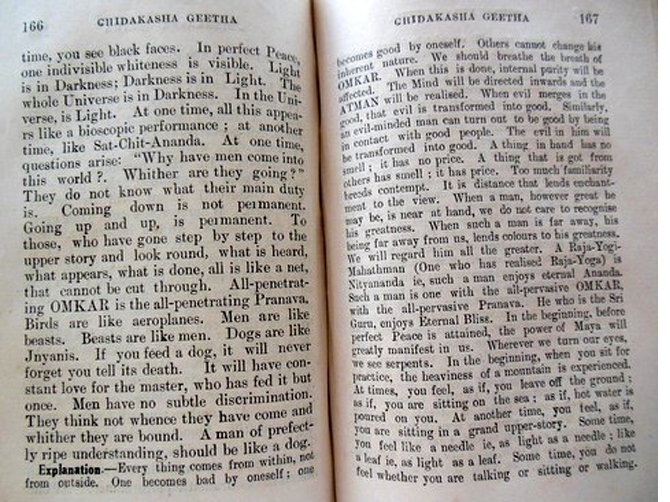 166 CHIDAKASHA GEETHA
time, you see black faces. In perfect Peace,
one indivisible whiteness is visible. Light
is in Darkness; Darkness is in Light. The
whole Universe is in Darkness. In the Uni-
verse, is Light. At one time, all this appea-
rs like a bioscopic performance ; at another
time, like Sat-Chit-Ananda. At one time,
questions arise: "Why have men come into
this world ?. Whither are they going ?"
They do not know what their main duty
is. Coming down is not permanent.
Going up and up, is permanent. To
those, who have gone step by step to the
upper story and look round, what is heard,
what appears, what is done, all is like a net,
that cannot be cut through. All-penetrat-
ing OMKAR is the all-penetrating Pranava.
Birds are like aeroplanes. Men are like
beasts. Beasts are like men. Dogs are like
Jnyanis. If you feed a dog, it will never
forget you tell its death. It will have con-
stant love for the master, who has fed it but
once. Men have no subtle discrimination.
They think not whence they have come and
whither they are bound. A man of prefect-
ly ripe understanding, should be like a dog.
Explanation.—Every thing comes from within, not
from outside. One becomes bad by oneself; one
CHIDAKASHA GEETHA 167
becomes good by oneself. Others cannot change his
inherent nature. We should breathe the breath of
OMKAR. When this is done, internal purity will be
affected. The Mind will be directed inwards and the
ATMAN will be realised. When evil merges in the
good, that evil is transformed into good. Similarly,
an evil-minded man can turn out to be good by being
in contact with good people. The evil in him will
be transformed into good. A thing in hand has no
smell ; it has no price. A thing that is got from
others has smell ; it has price. Too much familiarity
breeds contempt. It is distance that lends enchant-
ment to the view. When a man, however great he
may be, is near at hand, we do not care to recognise
his greatness. When such a man is far away, his
being far away from us, lends colours to his greatness.
We will regard him all the greater. A Raja-Yogi-
Mahathman (One who has realised Raja-Yoga) is
Nityananda ie, such a man enjoys eternal Ananda.
Such a man is one with the all-pervasive OMKAR,
with the all-pervasive Pranava. He who is the Sri
Guru, enjoys Eternal Bliss. In the beginning, before
perfect Peace is attained, the power of Maya will
greatly manifest in us. Wherever we turn our eyes,
we see serpents. In the beginning, when you sit for
practice, the heaviness of a mountain is experienced.
At times, you feel, as if, you leave off the ground ;
as if, you are sitting on the sea ; as if, hot water is
poured on you. At another time, you feel, as if,
you are sitting in a grand upper-story. Some time,
you feel like a needle ie, as light as a needle ; like
a leaf ie, as light as a leaf. Some time, you do not
feel whether you are talking or sitting or walking.